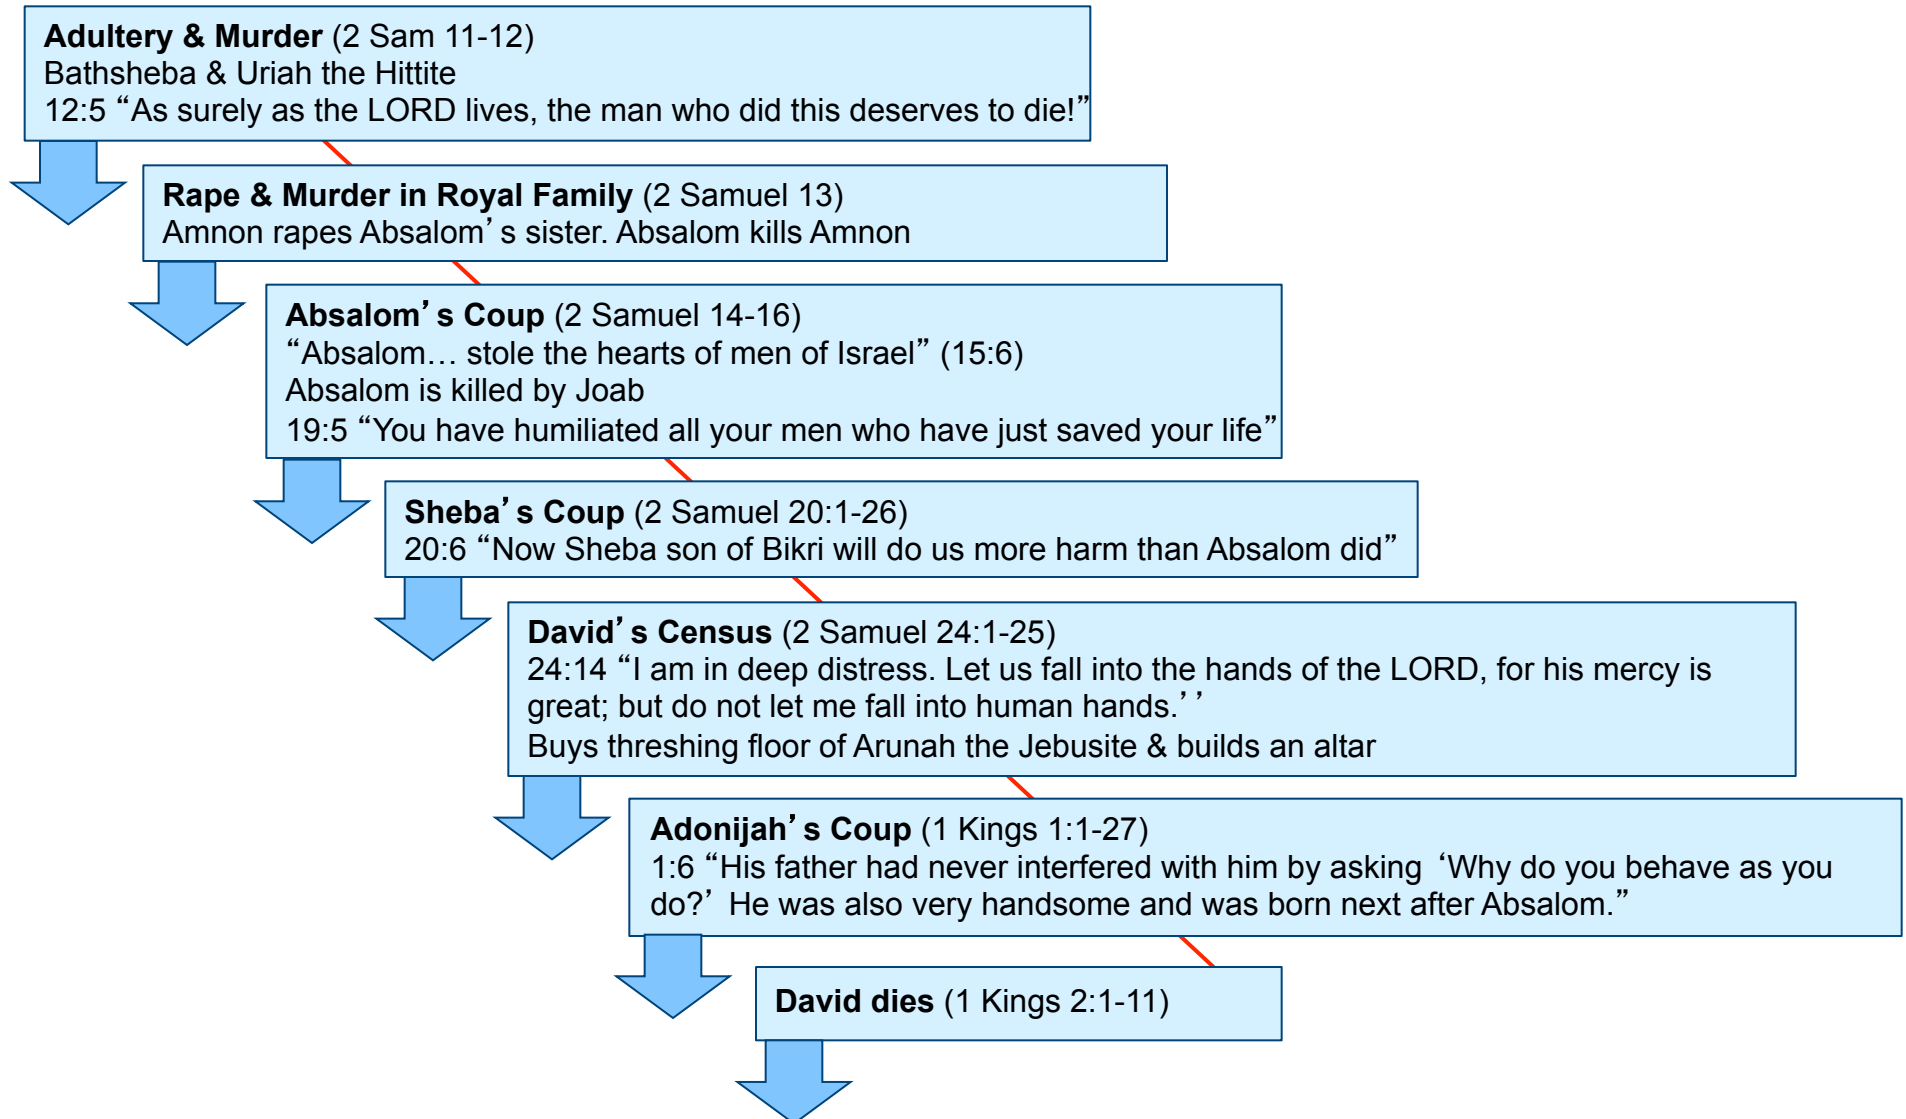 Adultery & Murder (2 Sam 11-12)
Bathsheba & Uriah the Hittite
12:5 “As surely as the LORD lives, the man who did this deserves to die!”
Rape & Murder in Royal Family (2 Samuel 13)
Amnon rapes Absalom’s sister. Absalom kills Amnon
Absalom’s Coup (2 Samuel 14-16)
“Absalom… stole the hearts of men of Israel” (15:6)
Absalom is killed by Joab
19:5 “You have humiliated all your men who have just saved your life”
Sheba’s Coup (2 Samuel 20:1-26)
20:6 “Now Sheba son of Bikri will do us more harm than Absalom did”
David’s Census (2 Samuel 24:1-25)
24:14 “I am in deep distress. Let us fall into the hands of the LORD, for his mercy is
great; but do not let me fall into human hands.’’
Buys threshing floor of Arunah the Jebusite & builds an altar
Adonijah’s Coup (1 Kings 1:1-27)
1:6 “His father had never interfered with him by asking ‘Why do you behave as you
do?’ He was also very handsome and was born next after Absalom.”
David dies (1 Kings 2:1-11)